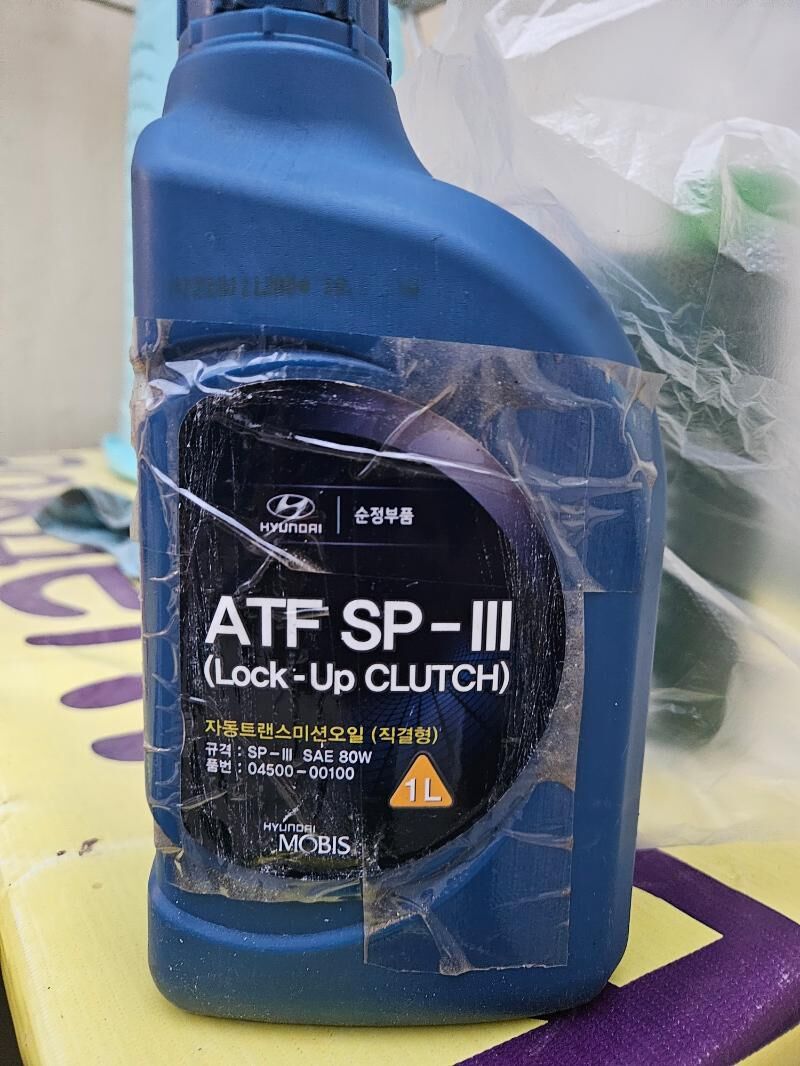 HYUNDAI
순정부품
ATF SP-III
(Lock-Up CLUTCH)
자동트랜스미션오일 (직결형)
규격 : SP-III SAE 80W
품번 : 04500-00100
1L
HYUNDAI
MOBIS